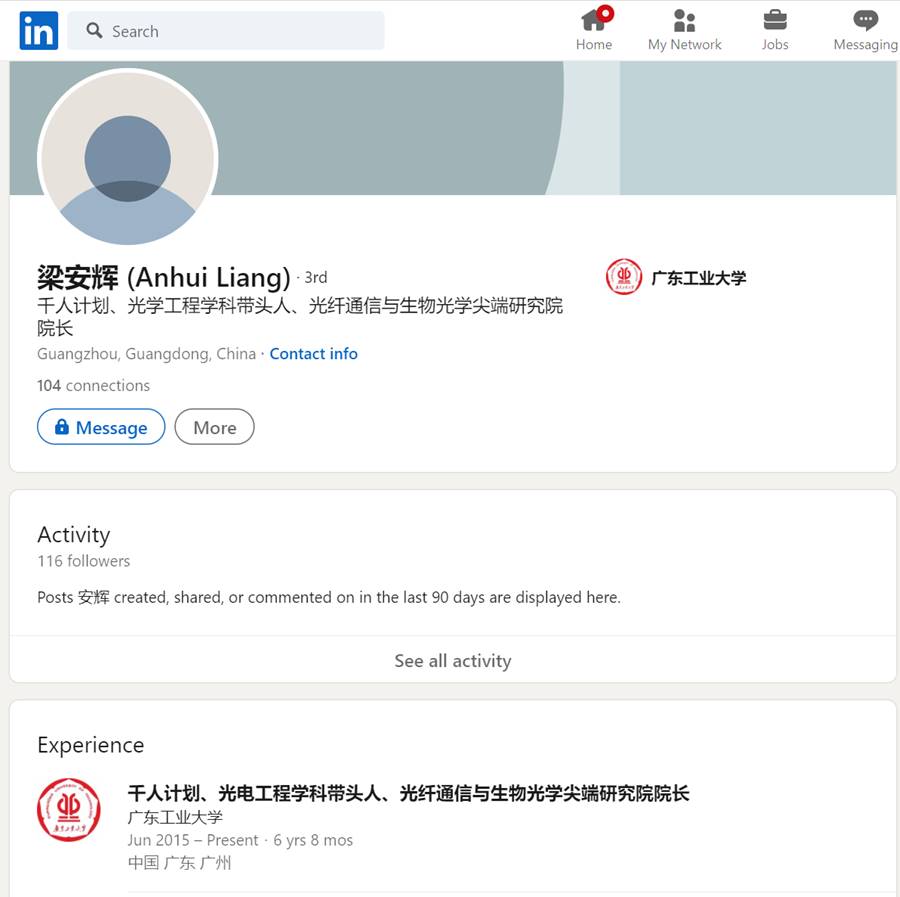 in
Search
Home
My Network
Jobs
Messaging
梁安辉 (Anhui Liang) · 3rd
广东工业大学
千人计划、光学工程学科带头人、光纤通信与生物光学尖端研究院
院长
Guangzhou, Guangdong, China · Contact info
104 connections
Message
More
Activity
116 followers
Posts 安辉 created, shared, or commented on in the last 90 days are displayed here.
See all activity
Experience
千人计划、光电工程学科带头人、光纤通信与生物光学尖端研究院院长
广东工业大学
Jun 2015 – Present · 6 yrs 8 mos
中国 广东 广州